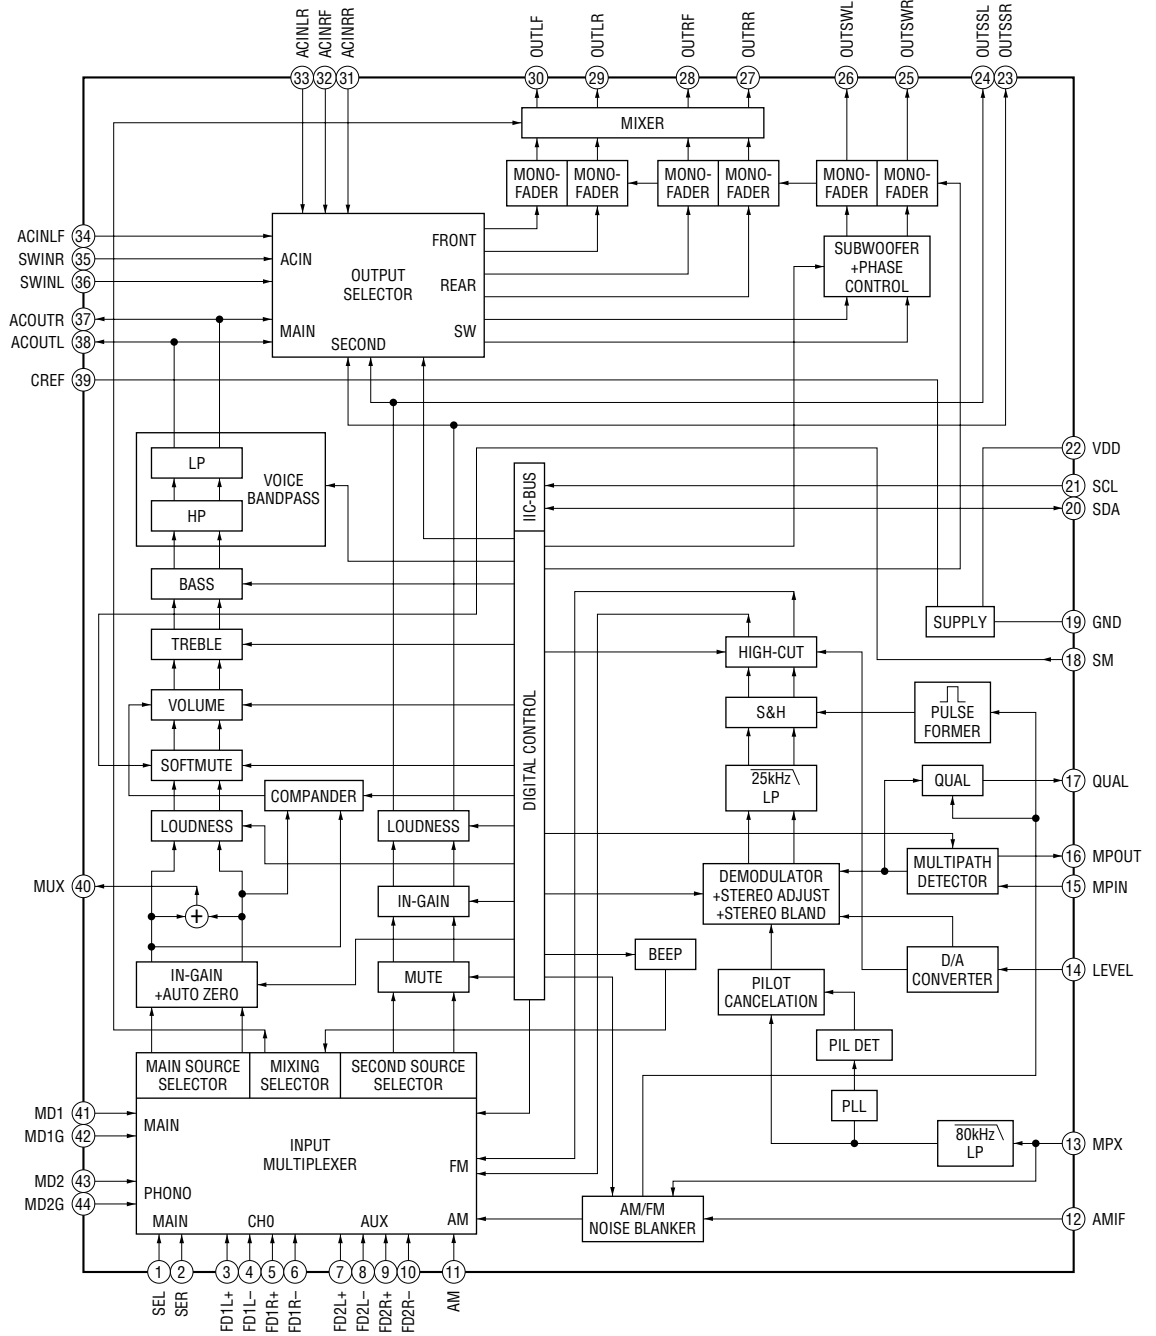 ACINLR
ACINRF
ACINRR
OUTLF
OUTLR
OUTRF
OUTRR
OUTSWL
OUTSWR
OUTSSL
OUTSSR
33 32 31 30 29 28 27 26 25 24 23
MIXER
MONO-FADER
MONO-FADER
MONO-FADER
MONO-FADER
MONO-FADER
MONO-FADER
ACINLF 34
SWINR 35
SWINL 36
ACOUTR 37
ACOUTL 38
CREF 39
ACIN
MAIN
OUTPUT
SELECTOR
SECOND
FRONT
REAR
SW
SUBWOOFER
+PHASE
CONTROL
LP
HP
VOICE
BANDPASS
IIC-BUS
DIGITAL CONTROL
22 VDD
21 SCL
20 SDA
BASS
TREBLE
VOLUME
SOFTMUTE
COMPANDER
LOUDNESS
LOUDNESS
SUPPLY
19 GND
18 SM
HIGH-CUT
S&H
PULSE
FORMER
25kHz
LP
QUAL
17 QUAL
MUX 40
+
IN-GAIN
DEMODULATOR
+STEREO ADJUST
+STEREO BLAND
MULTIPATH
DETECTOR
16 MPOUT
15 MPIN
IN-GAIN
+AUTO ZERO
MUTE
BEEP
PILOT
CANCELATION
D/A
CONVERTER
14 LEVEL
PIL DET
PLL
MAIN SOURCE
SELECTOR
MIXING
SELECTOR
SECOND SOURCE
SELECTOR
MD1 41
MD1G 42
MD2 43
MD2G 44
MAIN
PHONO
INPUT
MULTIPLEXER
FM
AM
MAIN
CH0
AUX
80kHz
LP
13 MPX
AM/FM
NOISE BLANKER
12 AMIF
1 2 3 4 5 6 7 8 9 10 11
SEL
SER
FD1L+
FD1L−
FD1R+
FD1R−
FD2L+
FD2L−
FD2R+
FD2R−
AM